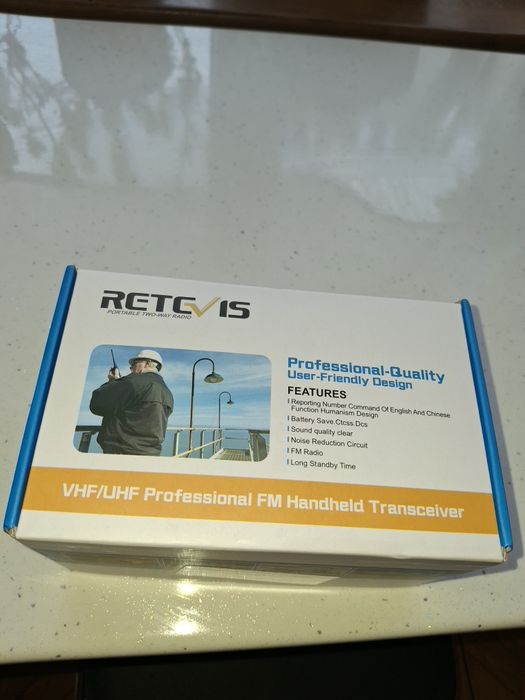 RETEVIS
PORTABLE TWO-WAY RADIO
Professional-Quality
User-Friendly Design
FEATURES
Reporting Number Command Of English And Chinese
Function Humanism Design
Battery Save.Ctcss.Dcs
Sound quality clear
Noise Reduction Circuit
FM Radio
Long Standby Time
VHF/UHF Professional FM Handheld Transceiver